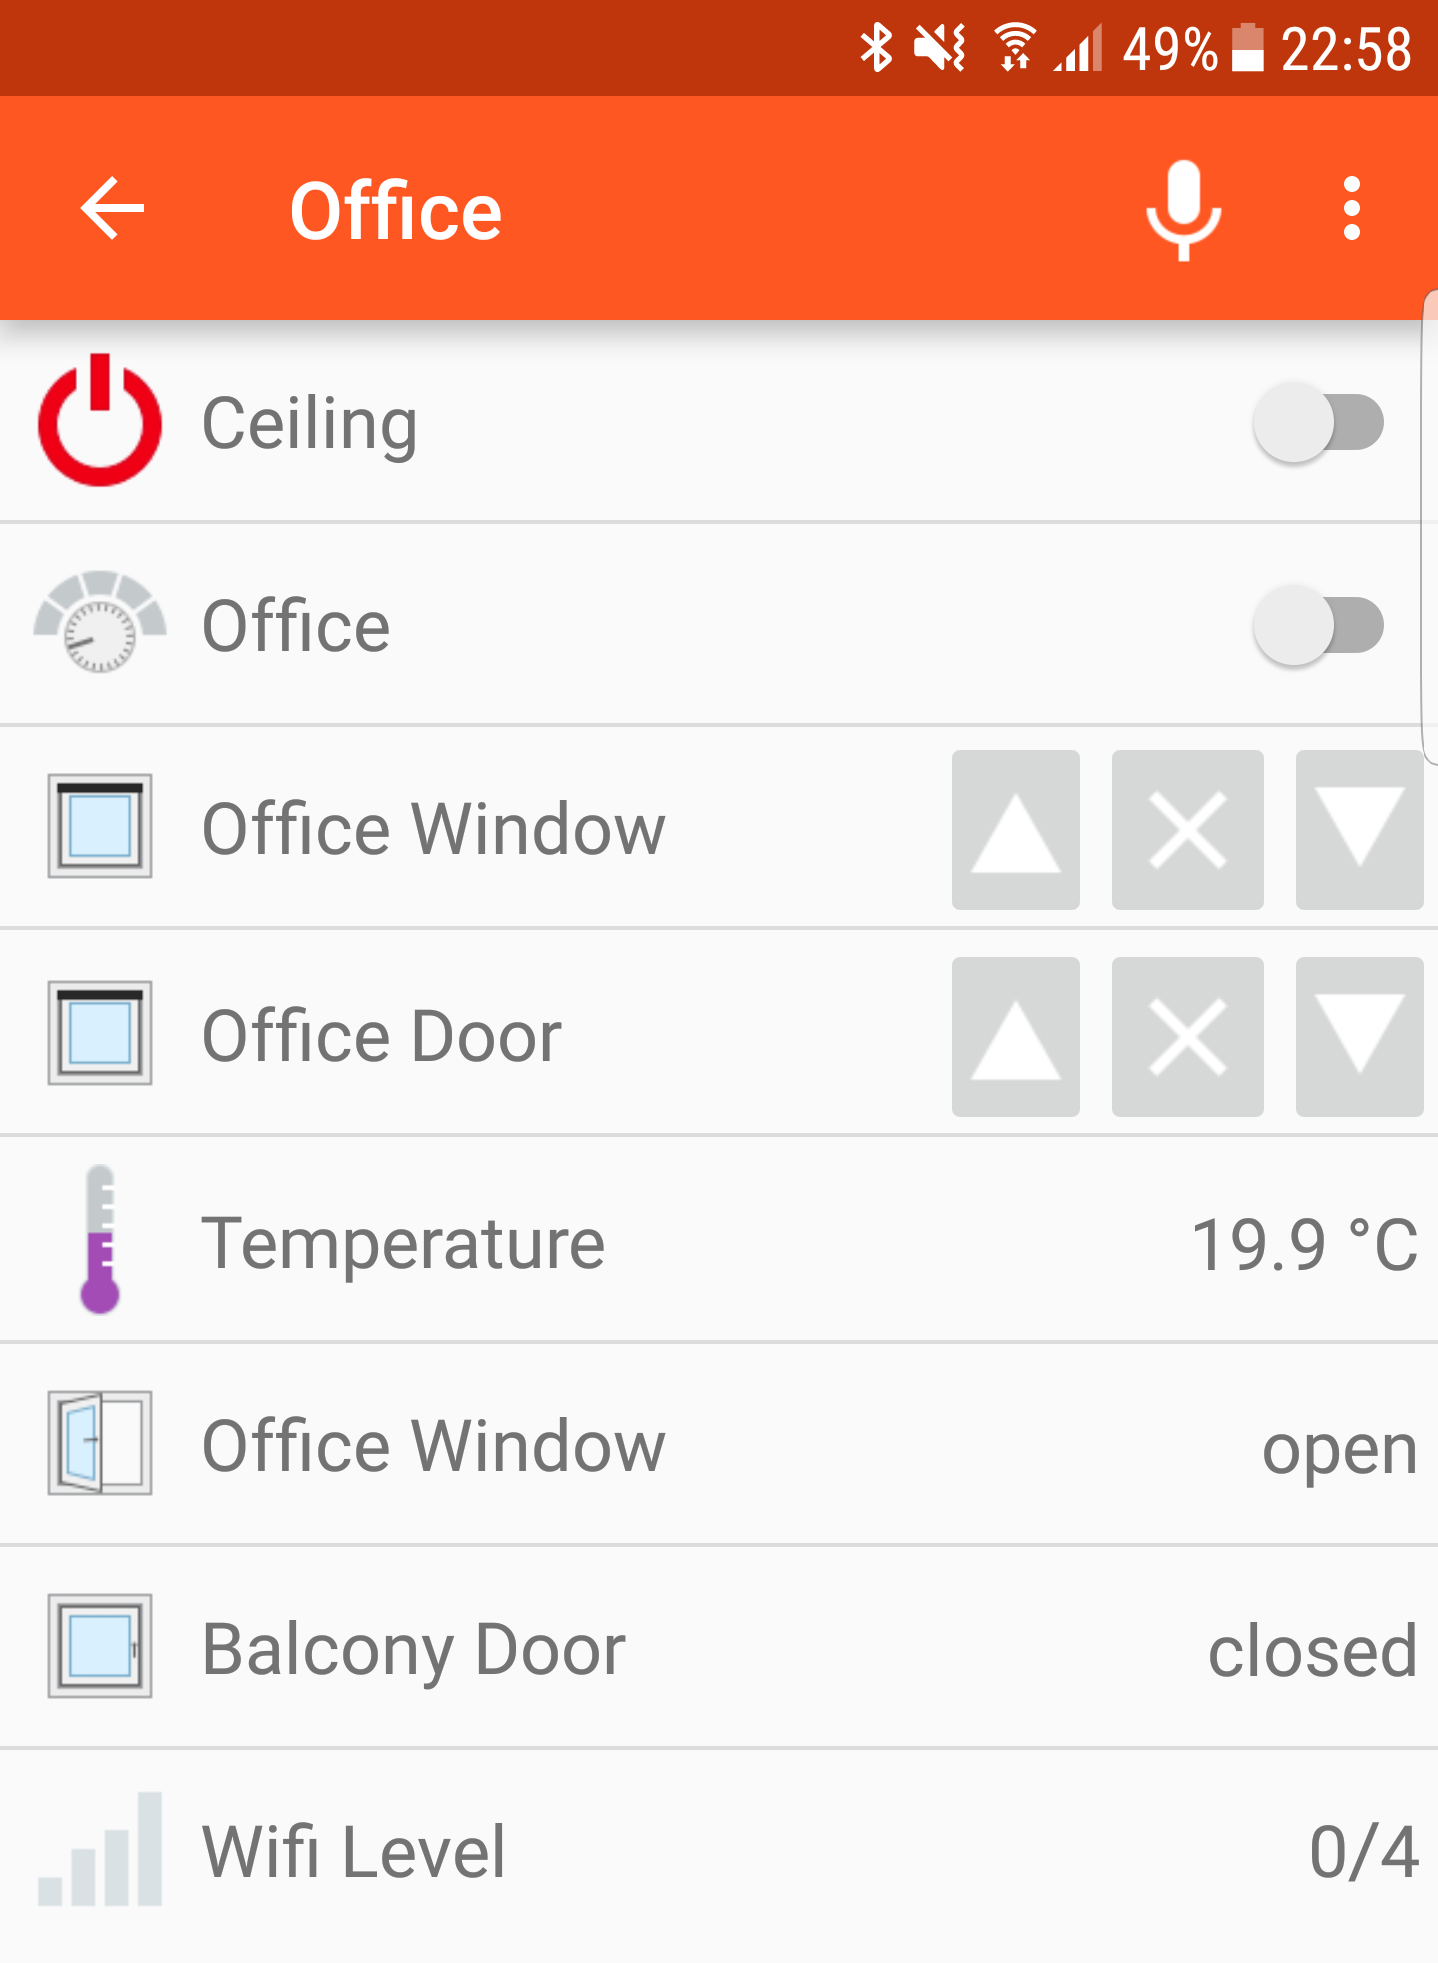 49% 22:58
Office
Ceiling
Office
Office Window
Office Door
Temperature 19.9 °C
Office Window open
Balcony Door closed
Wifi Level 0/4